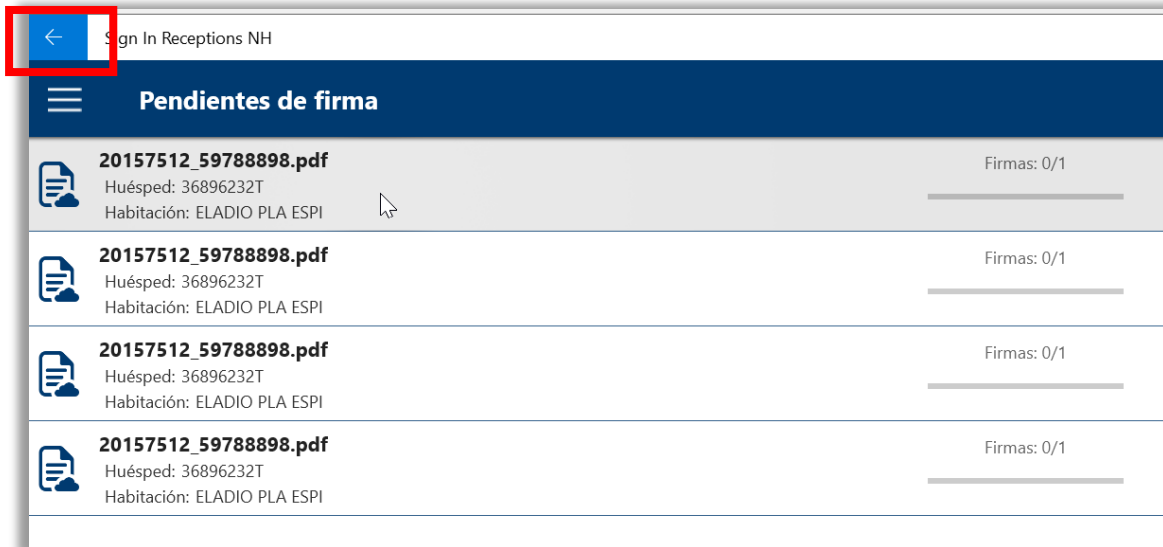 Sign In Receptions NH
Pendientes de firma
20157512_59788898.pdf
Firmas: 0/1
Huésped: 36896232T
Habitación: ELADIO PLA ESPI
20157512_59788898.pdf
Firmas: 0/1
Huésped: 36896232T
Habitación: ELADIO PLA ESPI
20157512_59788898.pdf
Firmas: 0/1
Huésped: 36896232T
Habitación: ELADIO PLA ESPI
20157512_59788898.pdf
Firmas: 0/1
Huésped: 36896232T
Habitación: ELADIO PLA ESPI